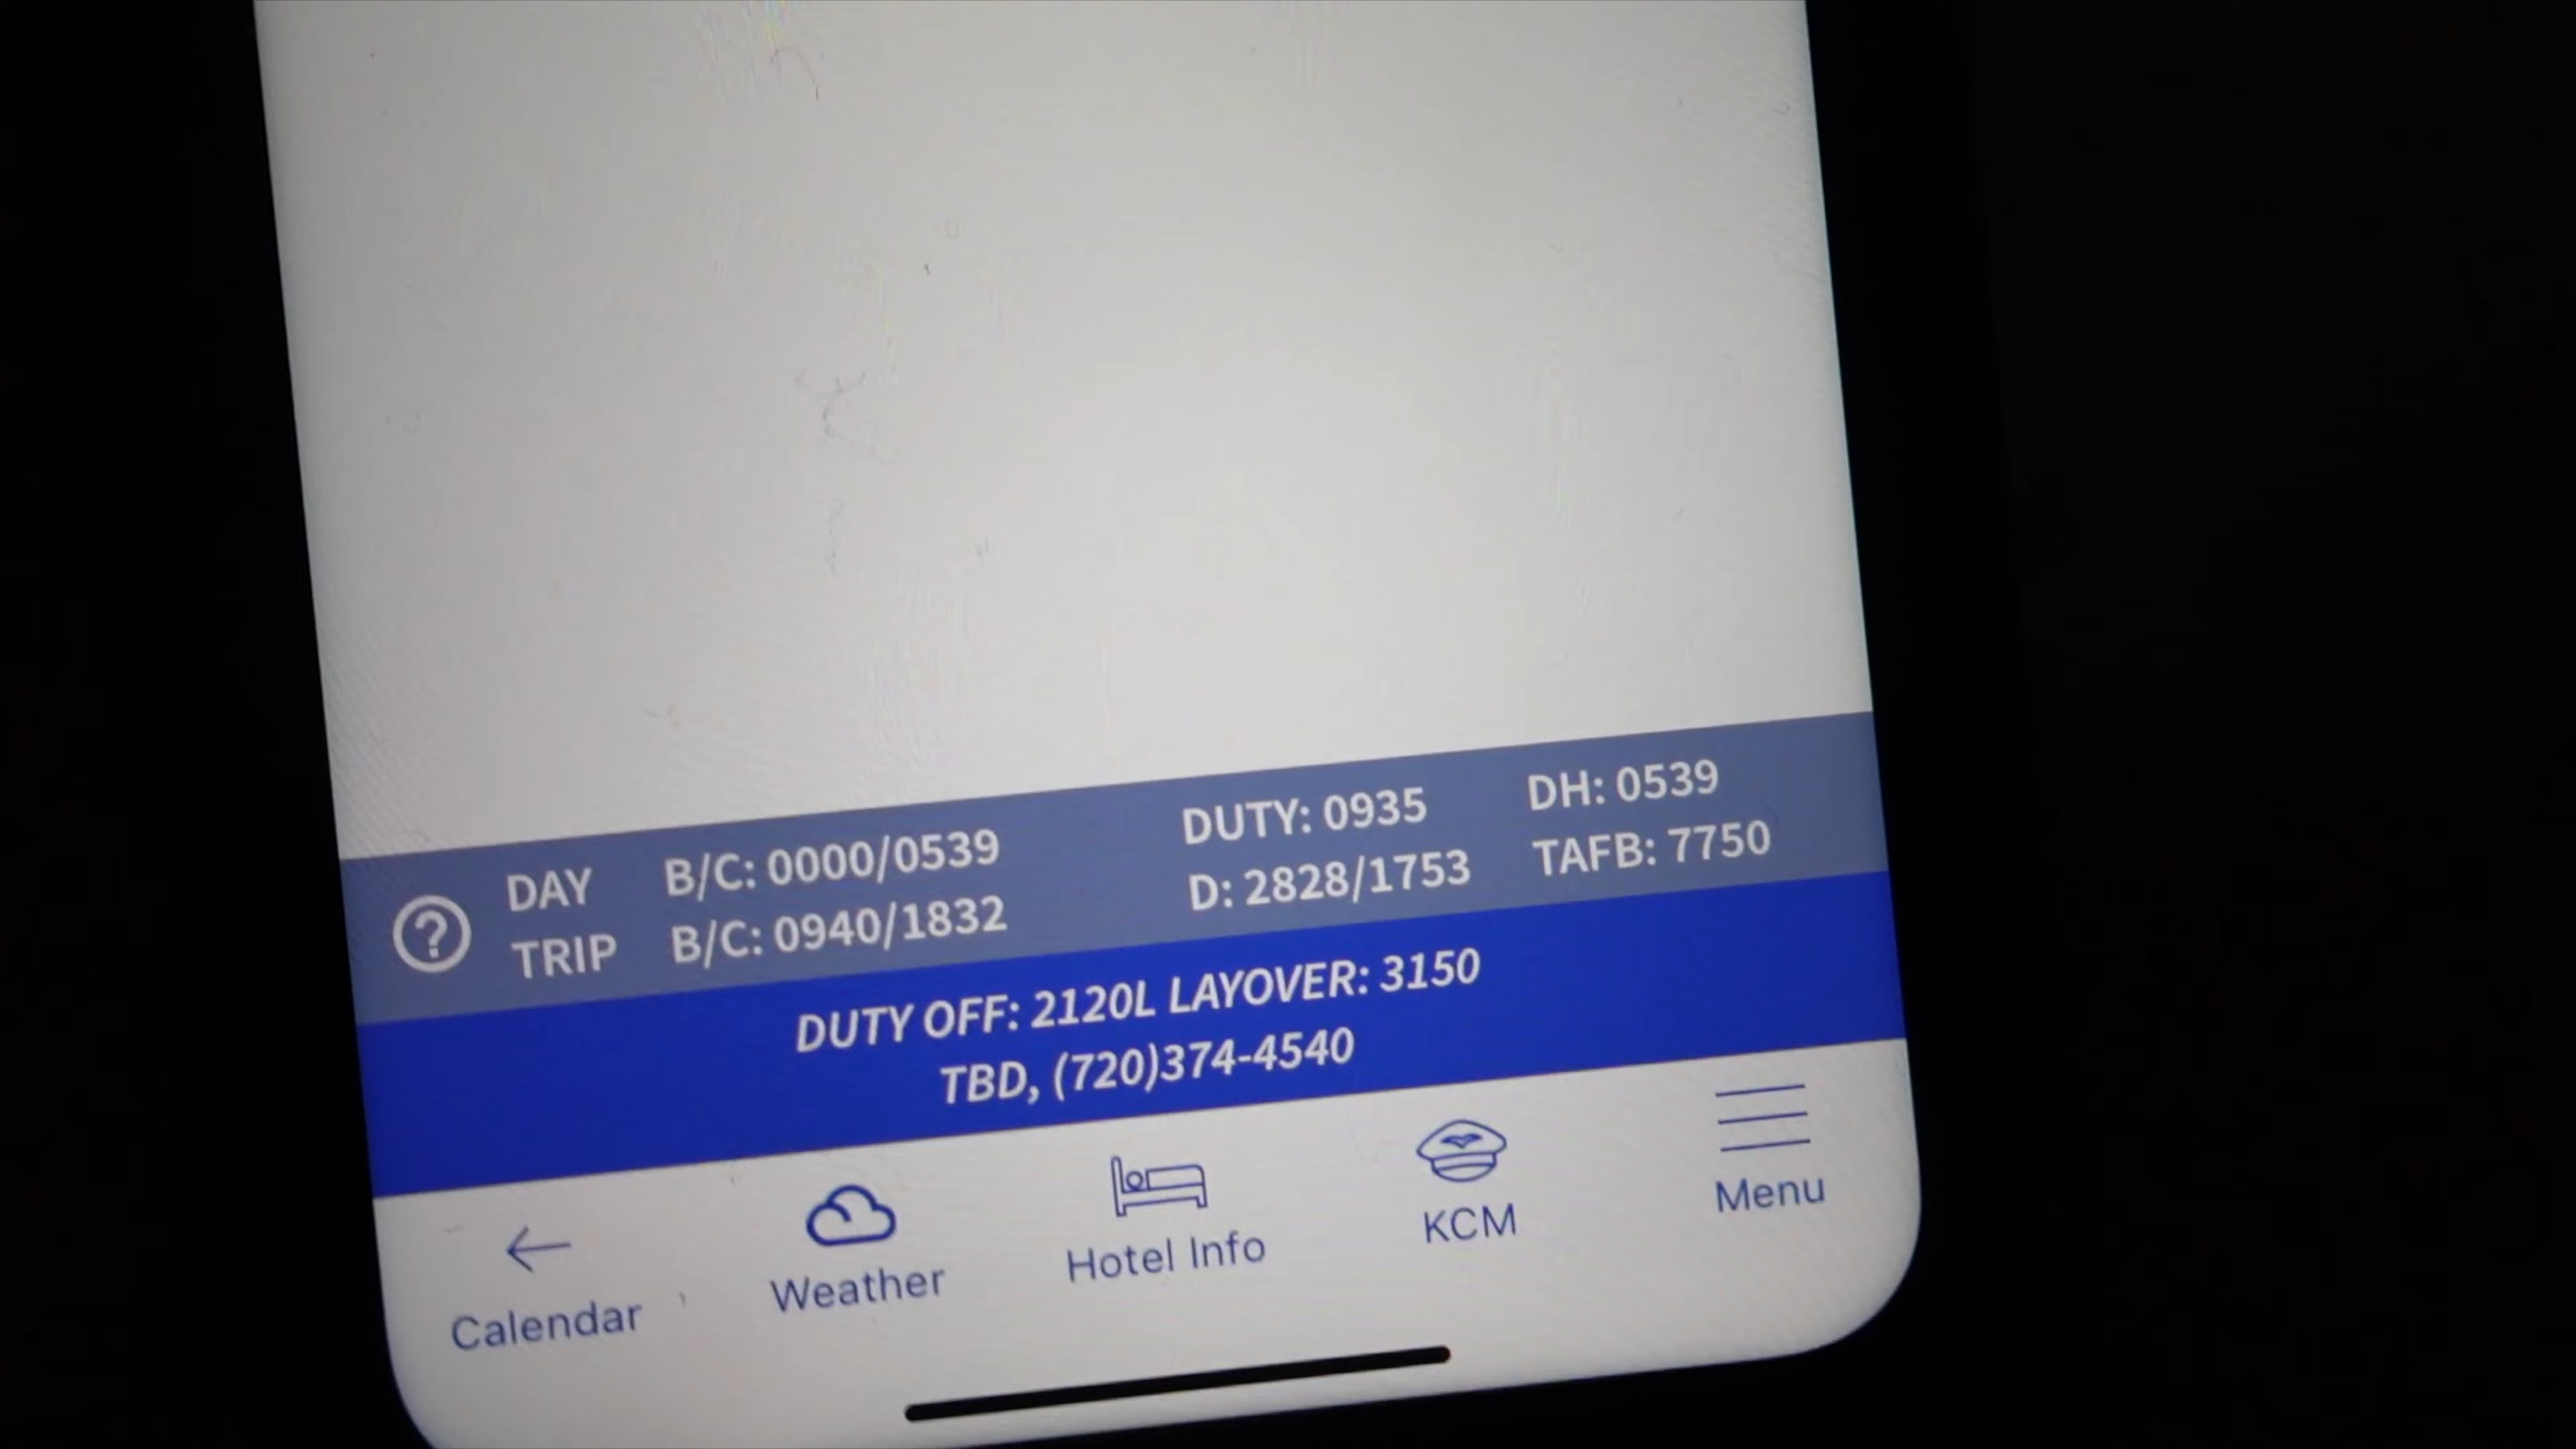 DAY B/C: 0000/0539 DUTY: 0935 DH: 0539
TRIP B/C: 0940/1832 D: 2828/1753 TAFB: 7750
DUTY OFF: 2120L LAYOVER: 3150
TBD, (720)374-4540
Calendar Weather Hotel Info KCM Menu